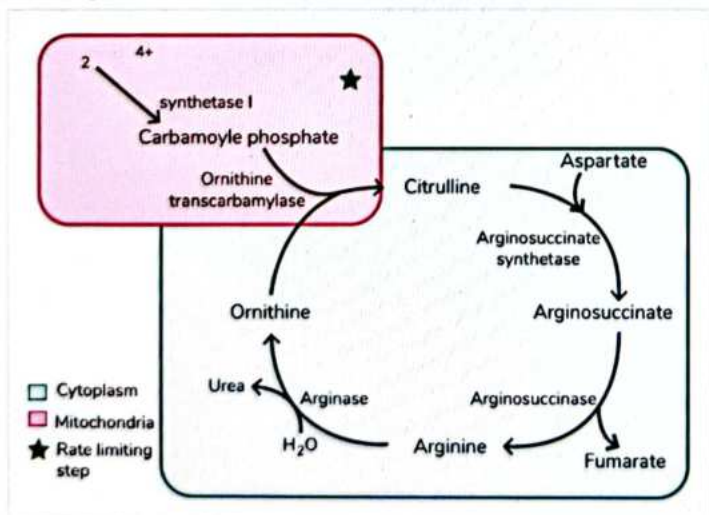 4+
2
synthetase I
Carbamoyle phosphate
Ornithine
transcarbamylase
Citrulline
Aspartate
Arginosuccinate
synthetase
Ornithine
Arginosuccinate
Urea
Arginase
Arginosuccinase
H₂O
Arginine
Fumarate
Cytoplasm
Mitochondria
Rate limiting
step